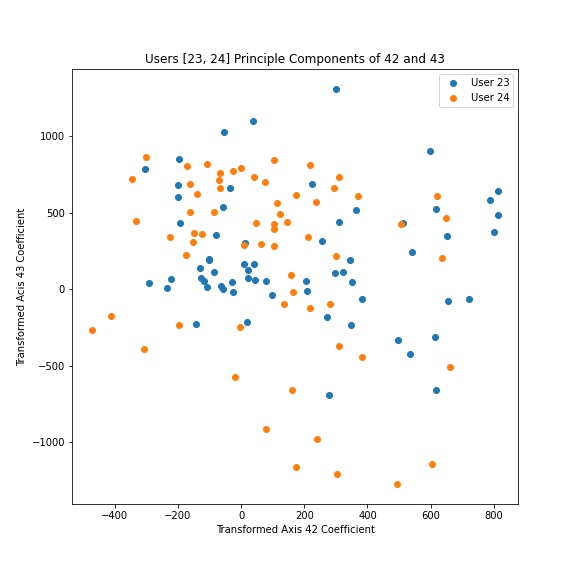 Users [23, 24] Principle Components of 42 and 43
User 23
User 24
Transformed Acis 43 Coefficient
1000
500
0
−500
−1000
−400
−200
0
200
400
600
800
Transformed Axis 42 Coefficient